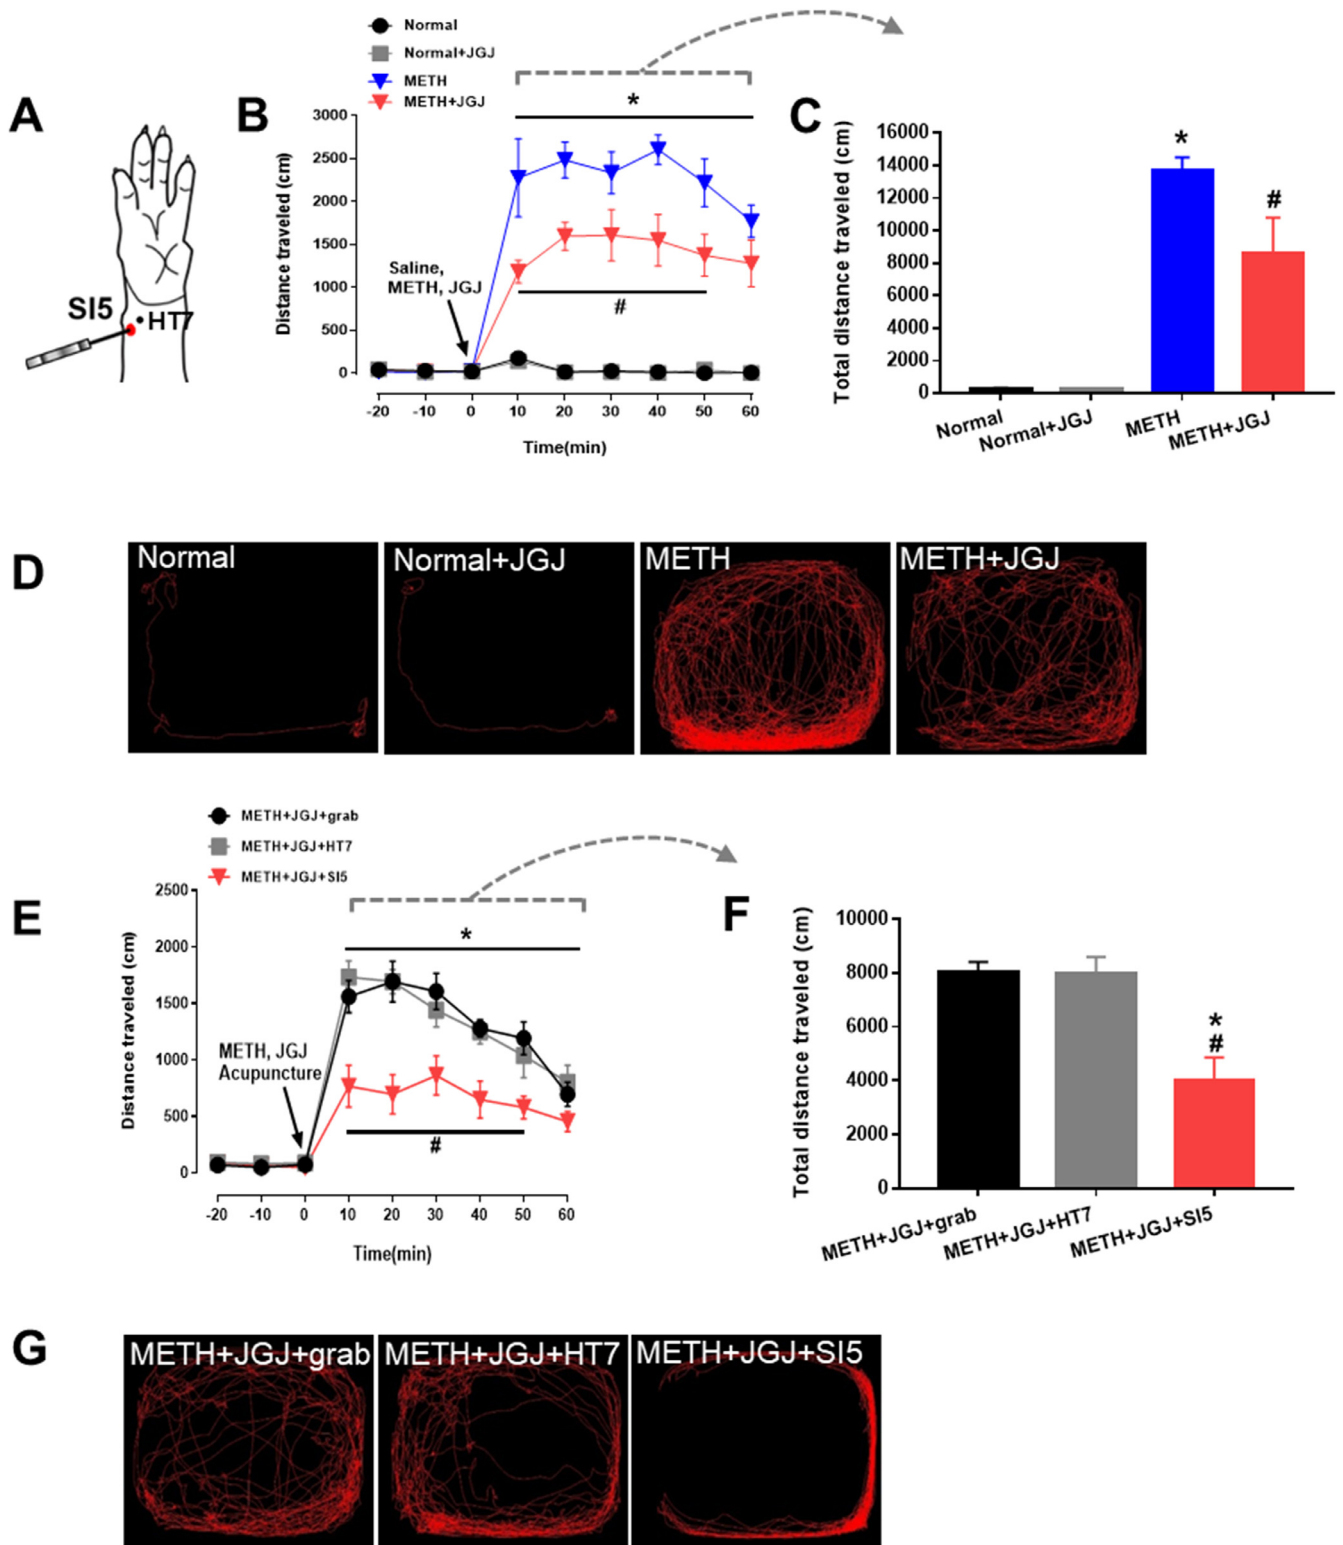 A
SI5
HT7
B
Normal
Normal+JGJ
METH
METH+JGJ
*
3000
2500
2000
1500
1000
500
0
Distance traveled (cm)
Saline,
METH, JGJ
#
-20 -10 0 10 20 30 40 50 60
Time(min)
C
16000
14000
12000
10000
8000
6000
4000
2000
0
Total distance traveled (cm)
*
#
Normal
Normal+JGJ
METH
METH+JGJ
D
Normal
Normal+JGJ
METH
METH+JGJ
E
METH+JGJ+grab
METH+JGJ+HT7
METH+JGJ+SI5
2500
2000
1500
1000
500
0
Distance traveled (cm)
*
METH, JGJ
Acupuncture
#
-20 -10 0 10 20 30 40 50 60
Time(min)
F
10000
8000
6000
4000
2000
0
Total distance traveled (cm)
*
#
METH+JGJ+grab
METH+JGJ+HT7
METH+JGJ+SI5
G
METH+JGJ+grab
METH+JGJ+HT7
METH+JGJ+SI5